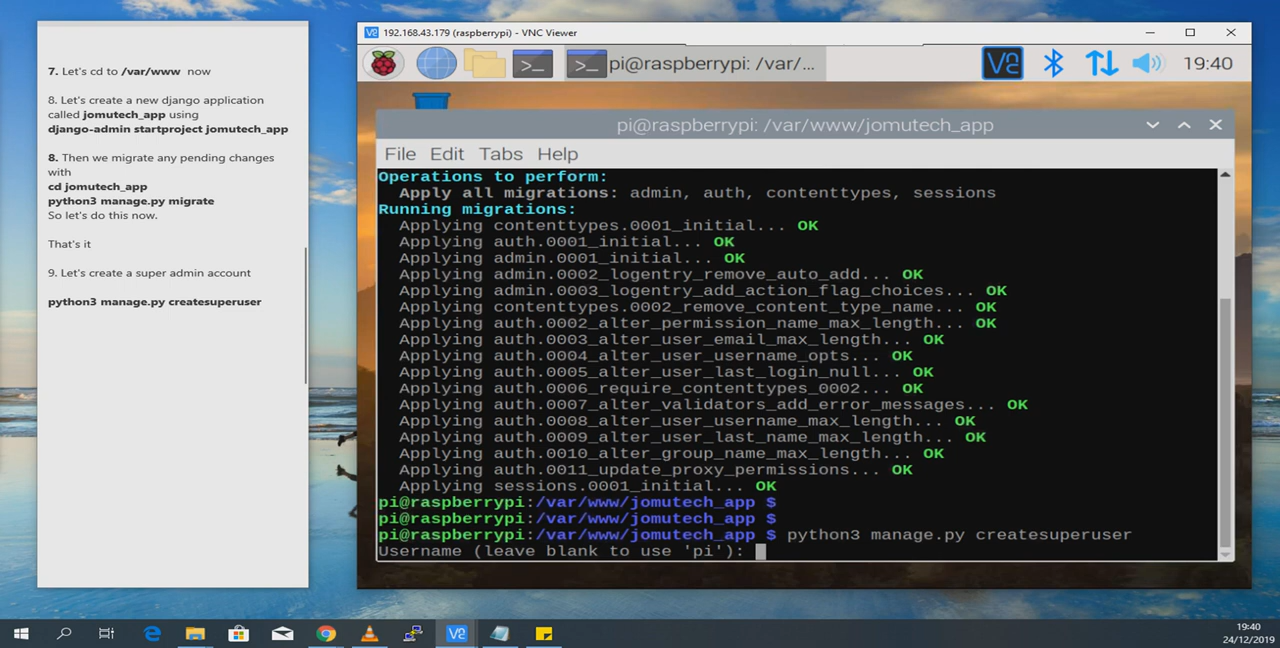 7. Let's cd to /var/www now
8. Let's create a new django application
called jomutech_app using
django-admin startproject jomutech_app
8. Then we migrate any pending changes
with
cd jomutech_app
python3 manage.py migrate
So let's do this now.
That's it
9. Let's create a super admin account
python3 manage.py createsuperuser
192.168.43.179 (raspberrypi) - VNC Viewer
pi@raspberrypi: /var/...
19:40
pi@raspberrypi: /var/www/jomutech_app
File Edit Tabs Help
Operations to perform:
Apply all migrations: admin, auth, contenttypes, sessions
Running migrations:
Applying contenttypes.0001_initial... OK
Applying auth.0001_initial... OK
Applying admin.0001_initial... OK
Applying admin.0002_logentry_remove_auto_add... OK
Applying admin.0003_logentry_add_action_flag_choices... OK
Applying contenttypes.0002_remove_content_type_name... OK
Applying auth.0002_alter_permission_name_max_length... OK
Applying auth.0003_alter_user_email_max_length... OK
Applying auth.0004_alter_user_username_opts... OK
Applying auth.0005_alter_user_last_login_null... OK
Applying auth.0006_require_contenttypes_0002... OK
Applying auth.0007_alter_validators_add_error_messages... OK
Applying auth.0008_alter_user_username_max_length... OK
Applying auth.0009_alter_user_last_name_max_length... OK
Applying auth.0010_alter_group_name_max_length... OK
Applying auth.0011_update_proxy_permissions... OK
Applying sessions.0001_initial... OK
pi@raspberrypi:/var/www/jomutech_app $
pi@raspberrypi:/var/www/jomutech_app $
pi@raspberrypi:/var/www/jomutech_app $ python3 manage.py createsuperuser
Username (leave blank to use 'pi'):
19:40
24/12/2019